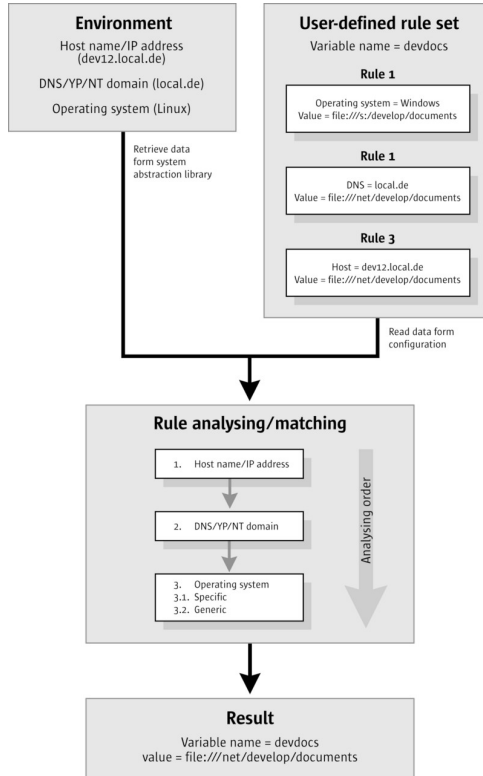 Environment
Host name/IP address
(dev12.local.de)
DNS/YP/NT domain (local.de)
Operating system (Linux)
User-defined rule set
Variable name = devdocs
Rule 1
Operating system = Windows
Value = file:///s:/develop/documents
Rule 1
DNS = local.de
Value = file:///net/develop/documents
Rule 3
Host = dev12.local.de
Value = file:///net/develop/documents
Retrieve data
form system
abstraction library
Read data form
configuration
Rule analysing/matching
1. Host name/IP address
2. DNS/YP/NT domain
3. Operating system
3.1. Specific
3.2. Generic
Analysing order
Result
Variable name = devdocs
value = file:///net/develop/documents